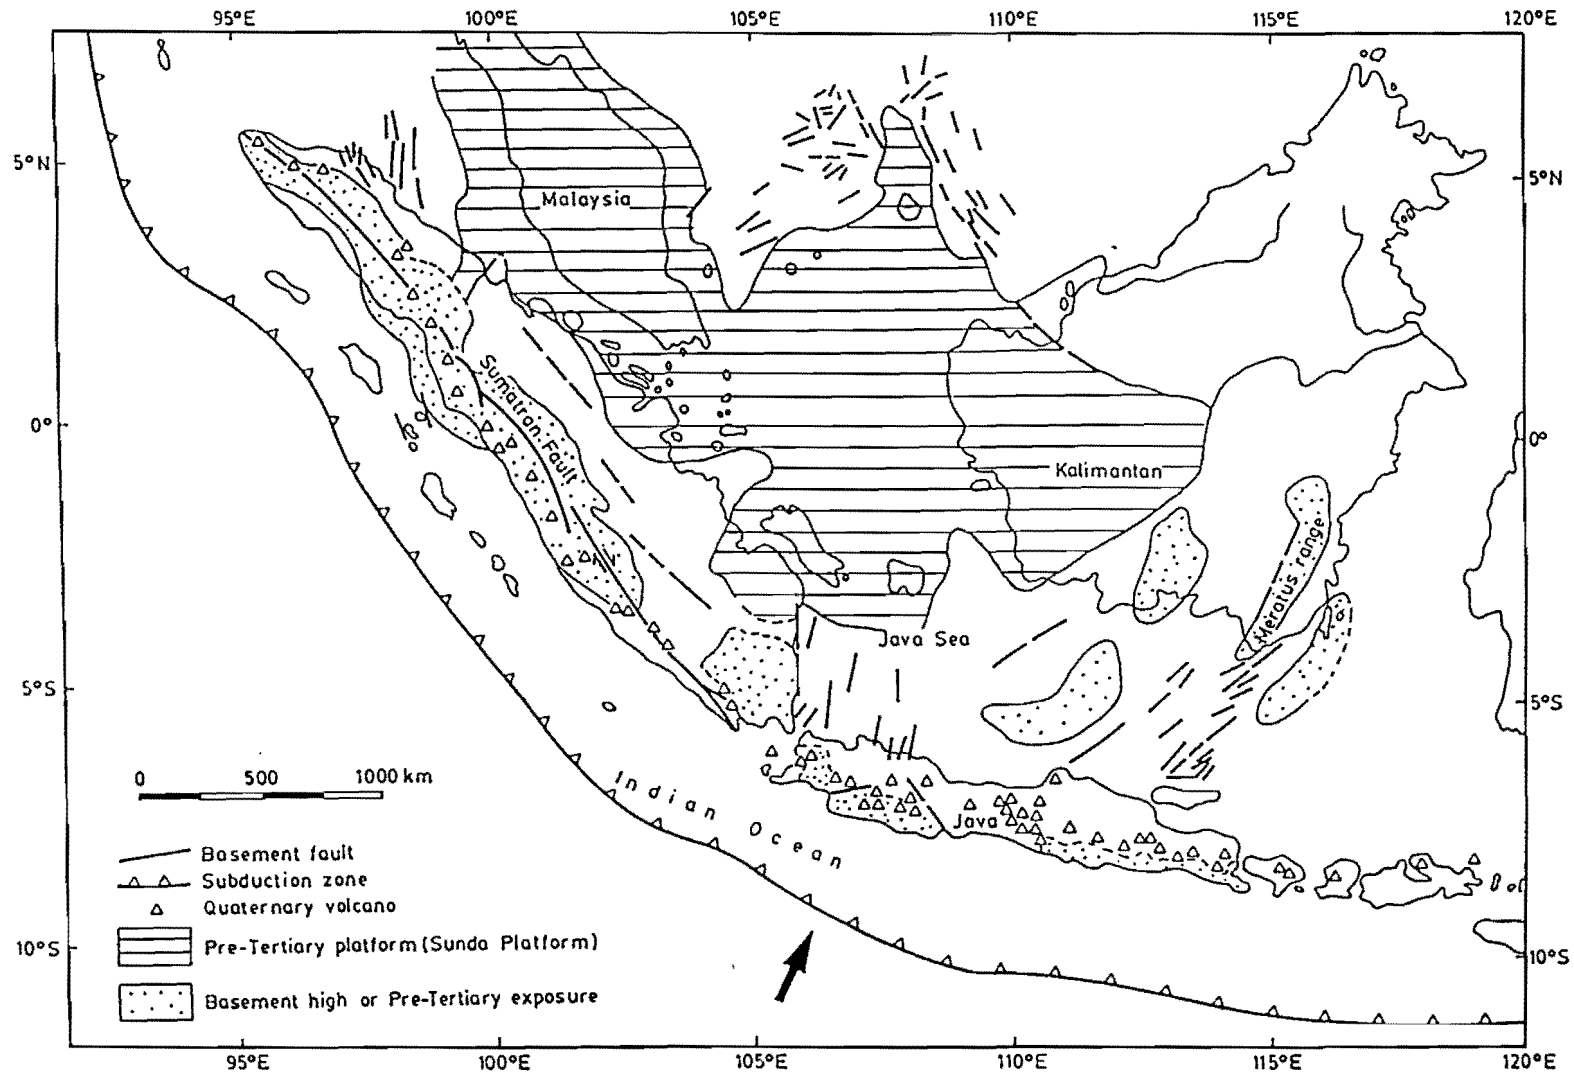 95°E 100°E 105°E 110°E 115°E 120°E
5°N 5°N
Malaysia
Sumatran Fault
0° 0°
Kalimantan
Meratus range
Java Sea
5°S 5°S
0 500 1000 km
Indian Ocean
Java
Basement fault
Subduction zone
Quaternary volcano
Pre-Tertiary platform (Sunda Platform)
10°S 10°S
Basement high or Pre-Tertiary exposure
95°E 100°E 105°E 110°E 115°E 120°E